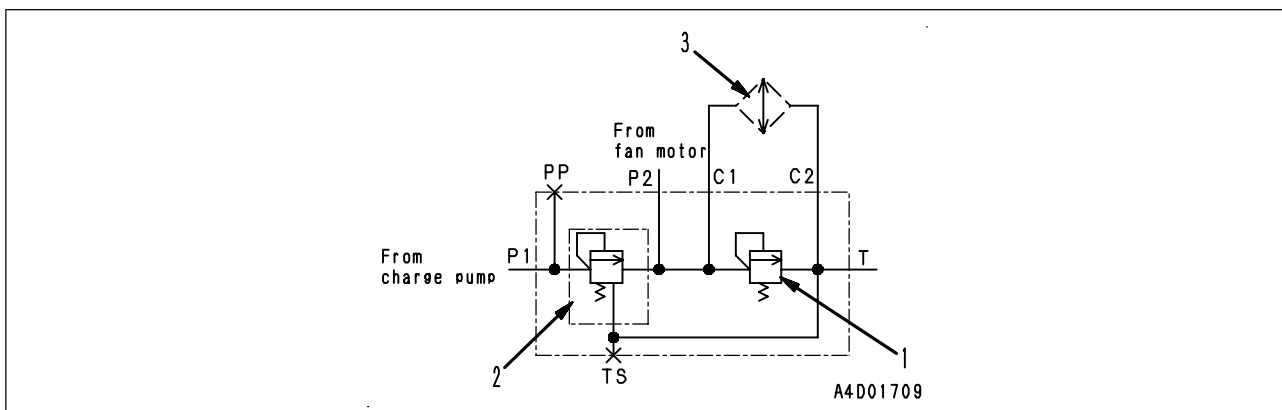 3
From
fan motor
PP
P2
C1
C2
From
charge pump
P1
T
2
TS
1
A4D01709